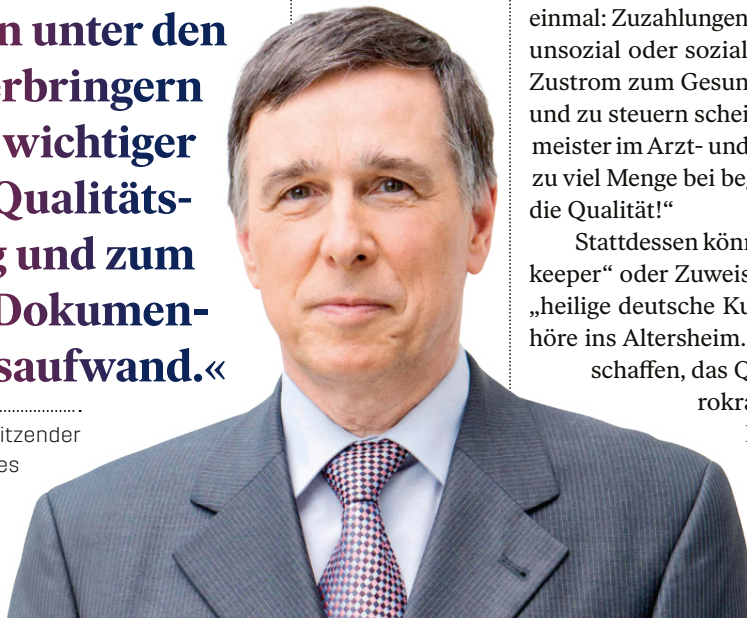 n unter den
rbringern
wichtiger
Qualitäts-
g und zum
Dokumen-
saufwand.«
itzender
es
einmal: Zuzahlungen
unsozial oder sozial
Zustrom zum Gesun
und zu steuern schei
meister im Arzt- und
zu viel Menge bei beg
die Qualität!“
Stattdessen könn
keeper“ oder Zuweis
„heilige deutsche Ku
höre ins Altersheim.
schaffen, das Q
rokra